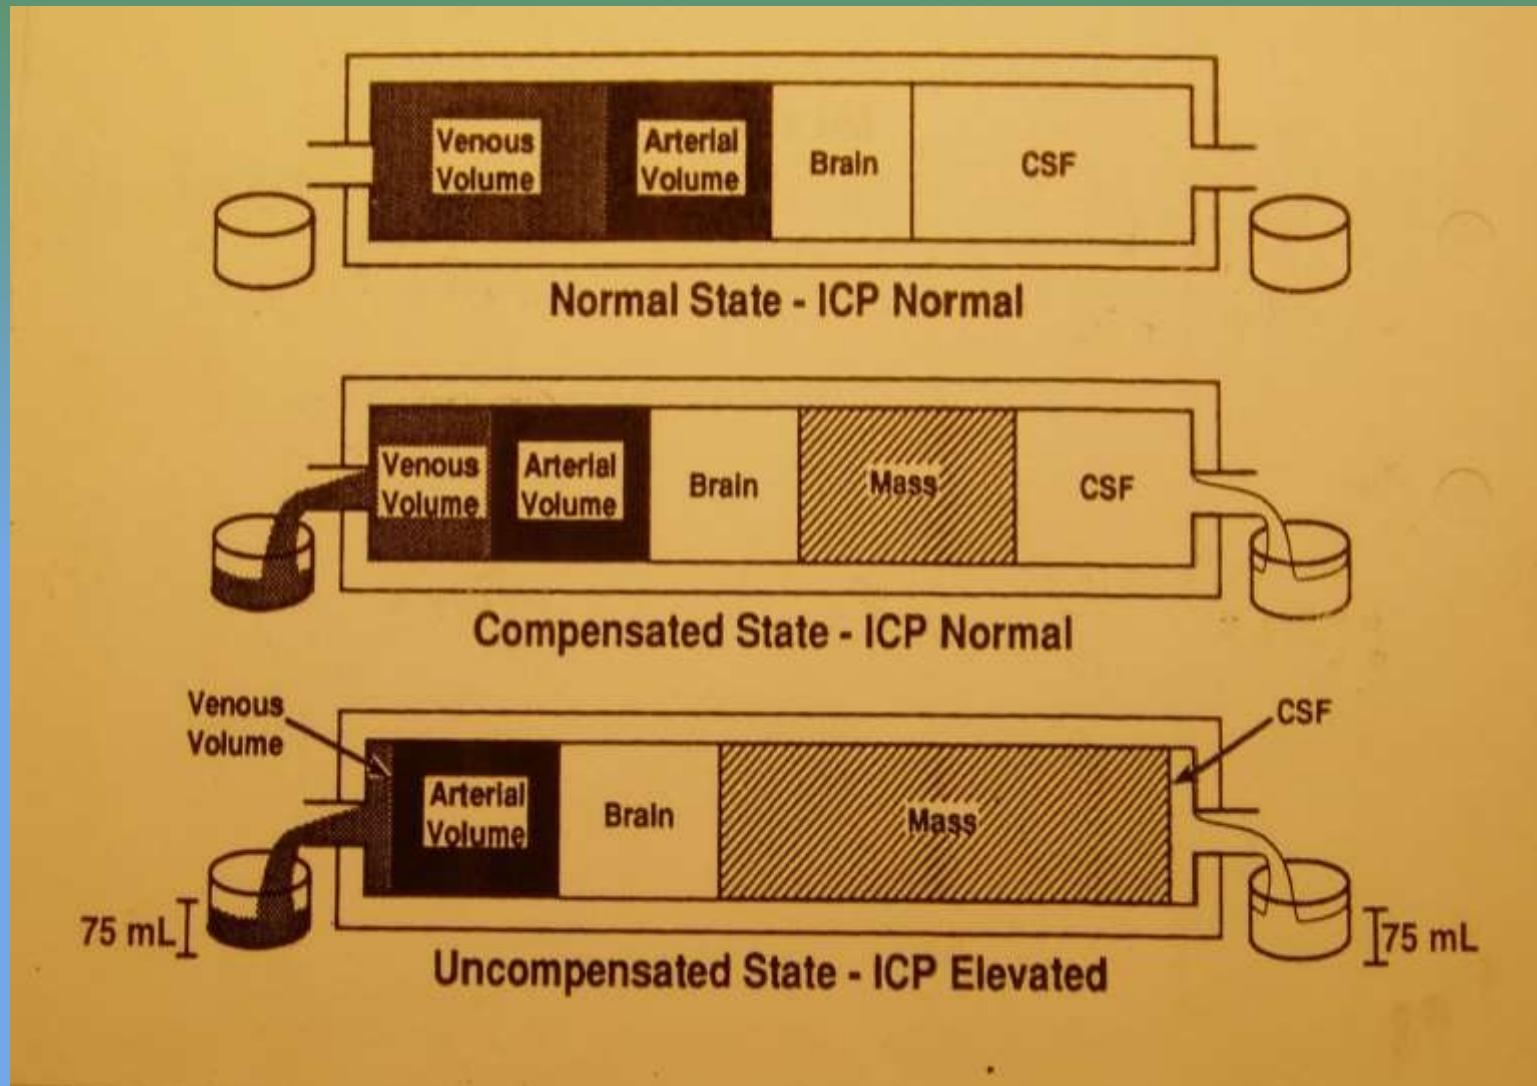 Venous
Volume
Arterial
Volume
Brain
CSF
Normal State - ICP Normal
Venous
Volume
Arterial
Volume
Brain
Mass
CSF
Compensated State - ICP Normal
Venous
Volume
Arterial
Volume
Brain
Mass
CSF
75 mL
75 mL
Uncompensated State - ICP Elevated